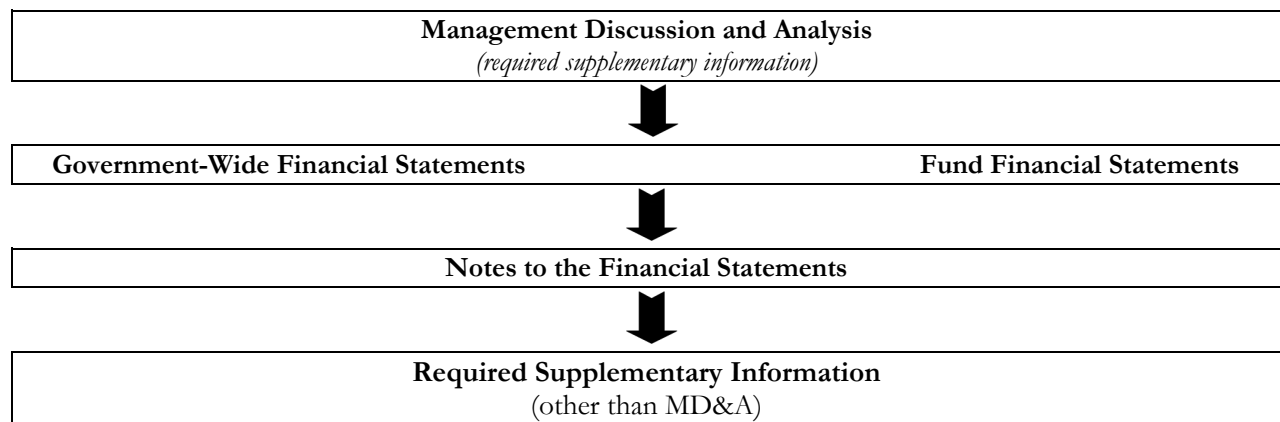 Management Discussion and Analysis
(required supplementary information)
Government-Wide Financial Statements Fund Financial Statements
Notes to the Financial Statements
Required Supplementary Information
(other than MD&A)